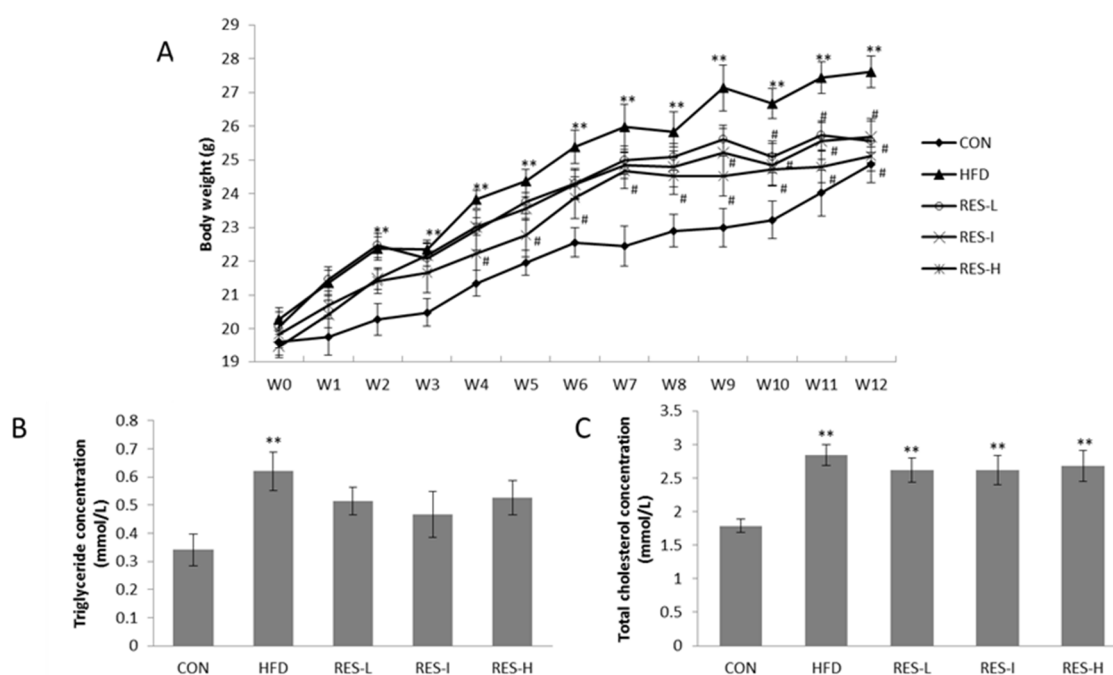 A
Body weight (g)
29
28
27
26
25
24
23
22
21
20
19
** ** ** ** ** ** ** ** ** ** **
# # # # # # # # # # # # # # #
W0 W1 W2 W3 W4 W5 W6 W7 W8 W9 W10 W11 W12
CON
HFD
RES-L
RES-I
RES-H
B
Triglyceride concentration
(mmol/L)
0.8
0.7
0.6
0.5
0.4
0.3
0.2
0.1
0
**
CON HFD RES-L RES-I RES-H
C
Total cholesterol concentration
(mmol/L)
3.5
3
2.5
2
1.5
1
0.5
0
** ** ** **
CON HFD RES-L RES-I RES-H